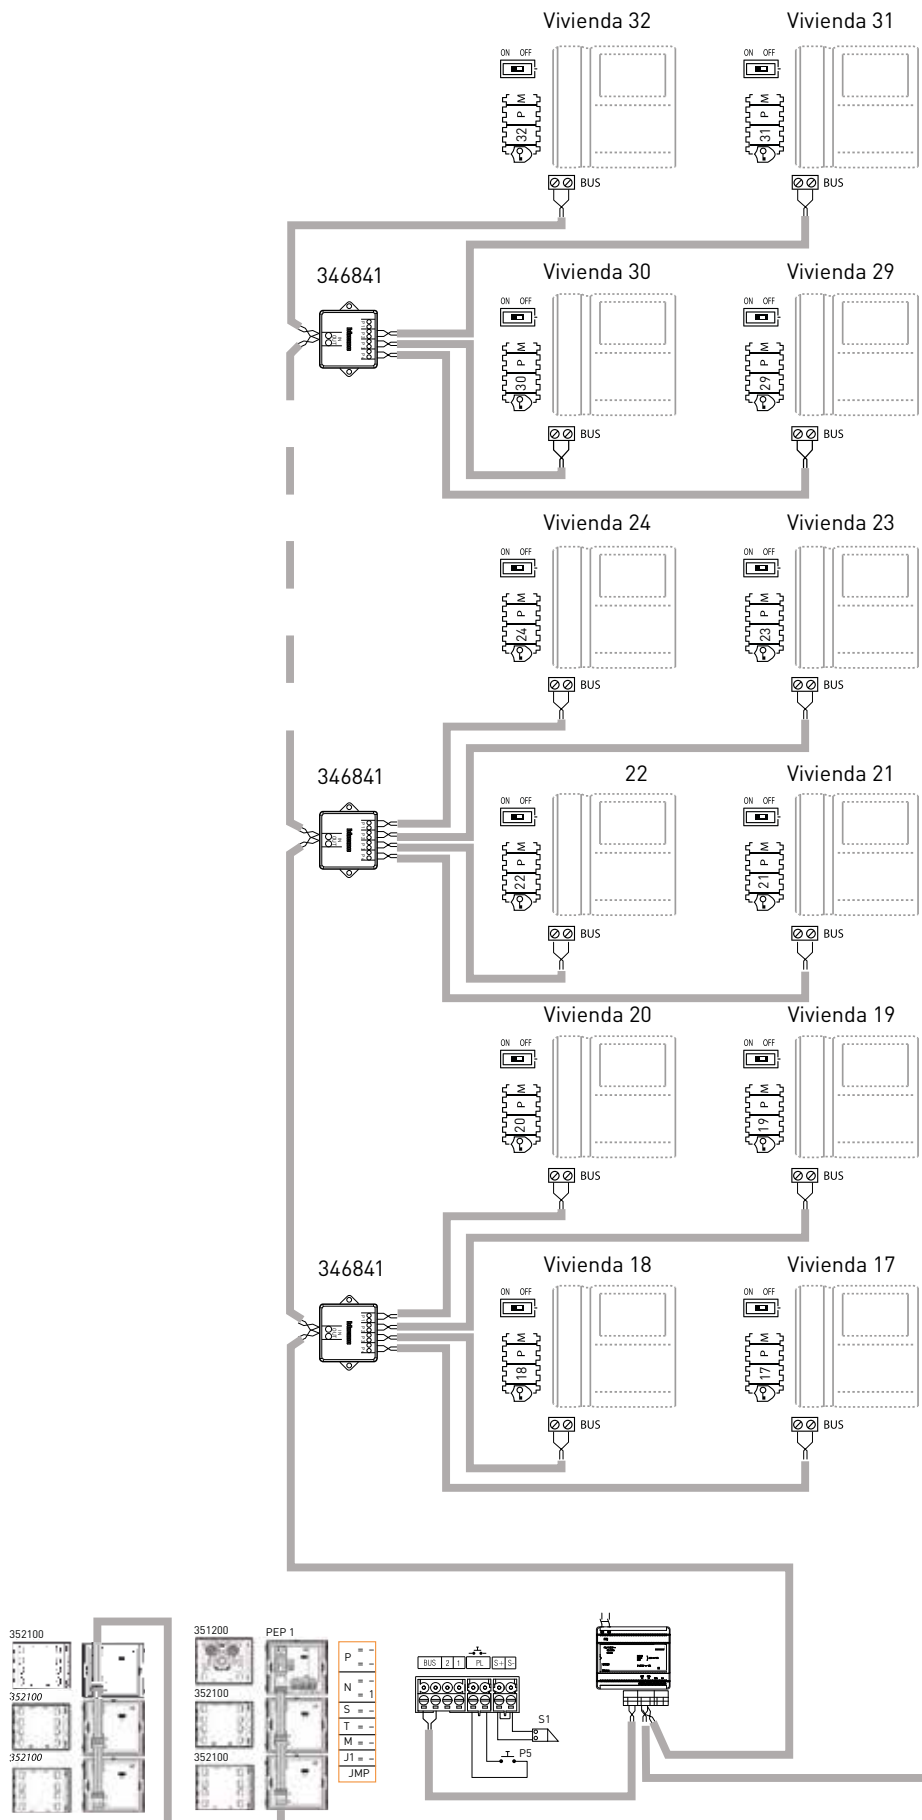 Vivienda 32
Vivienda 31
ON OFF
ON OFF
M
P
32
M
P
31
BUS
BUS
346841
Vivienda 30
Vivienda 29
ON OFF
ON OFF
M
P
30
M
P
29
BUS
BUS
Vivienda 24
Vivienda 23
ON OFF
ON OFF
M
P
24
M
P
23
BUS
BUS
346841
22
Vivienda 21
ON OFF
ON OFF
M
P
22
M
P
21
BUS
BUS
Vivienda 20
Vivienda 19
ON OFF
ON OFF
M
P
20
M
P
19
BUS
BUS
346841
Vivienda 18
Vivienda 17
ON OFF
ON OFF
M
P
18
M
P
17
BUS
BUS
352100
352100
352100
351200
PEP 1
352100
352100
P = -
= -
N = -
= 1
S = -
T = -
M = -
J1 = -
JMP
BUS 2 1 PL S+ S-
S1
P5